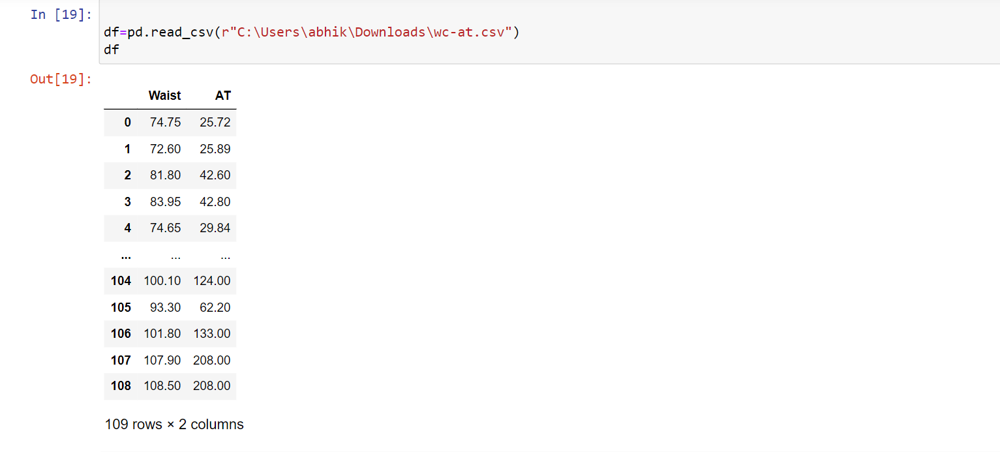 In [19]:
df=pd.read_csv(r"C:\Users\abhik\Downloads\wc-at.csv")
df
Out[19]:
Waist AT
0 74.75 25.72
1 72.60 25.89
2 81.80 42.60
3 83.95 42.80
4 74.65 29.84
... ... ...
104 100.10 124.00
105 93.30 62.20
106 101.80 133.00
107 107.90 208.00
108 108.50 208.00
109 rows × 2 columns